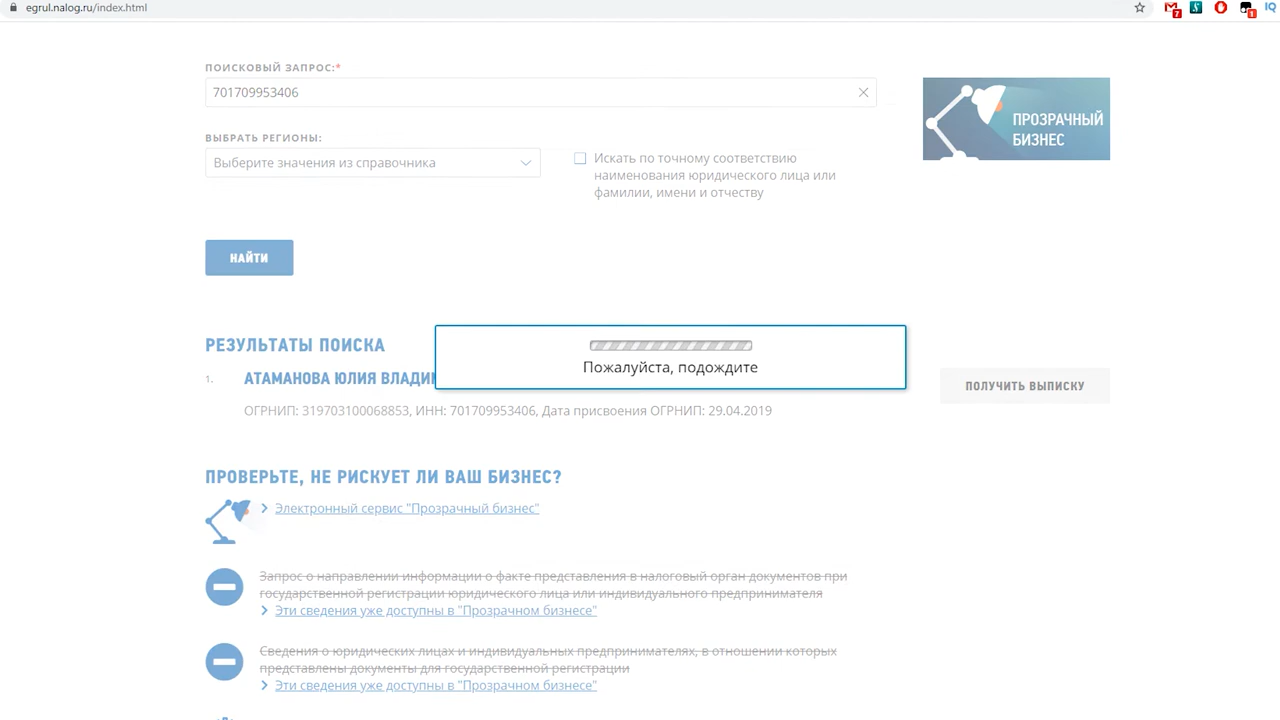 egrul.nalog.ru/index.html
7
1
IQ
ПОИСКОВЫЙ ЗАПРОС:*
701709953406
ПРОЗРАЧНЫЙ
БИЗНЕС
ВЫБРАТЬ РЕГИОНЫ:
Выберите значения из справочника
Искать по точному соответствию
наименования юридического лица или
фамилии, имени и отчеству
НАЙТИ
РЕЗУЛЬТАТЫ ПОИСКА
Пожалуйста, подождите
1.
АТАМАНОВА ЮЛИЯ
ПОЛУЧИТЬ ВЫПИСКУ
ОГРНИП: 319703100068853, ИНН: 701709953406, Дата присвоения ОГРНИП: 29.04.2019
ПРОВЕРЬТЕ, НЕ РИСКУЕТ ЛИ ВАШ БИЗНЕС?
Электронный сервис "Прозрачный бизнес"
Запрос о направлении информации о факте представления в налоговый орган документов при
государственной регистрации юридического лица или индивидуального предпринимателя
Эти сведения уже доступны в "Прозрачном бизнесе"
Сведения о юридических лицах и индивидуальных предпринимателях, в отношении которых
представлены документы для государственной регистрации
Эти сведения уже доступны в "Прозрачном бизнесе"